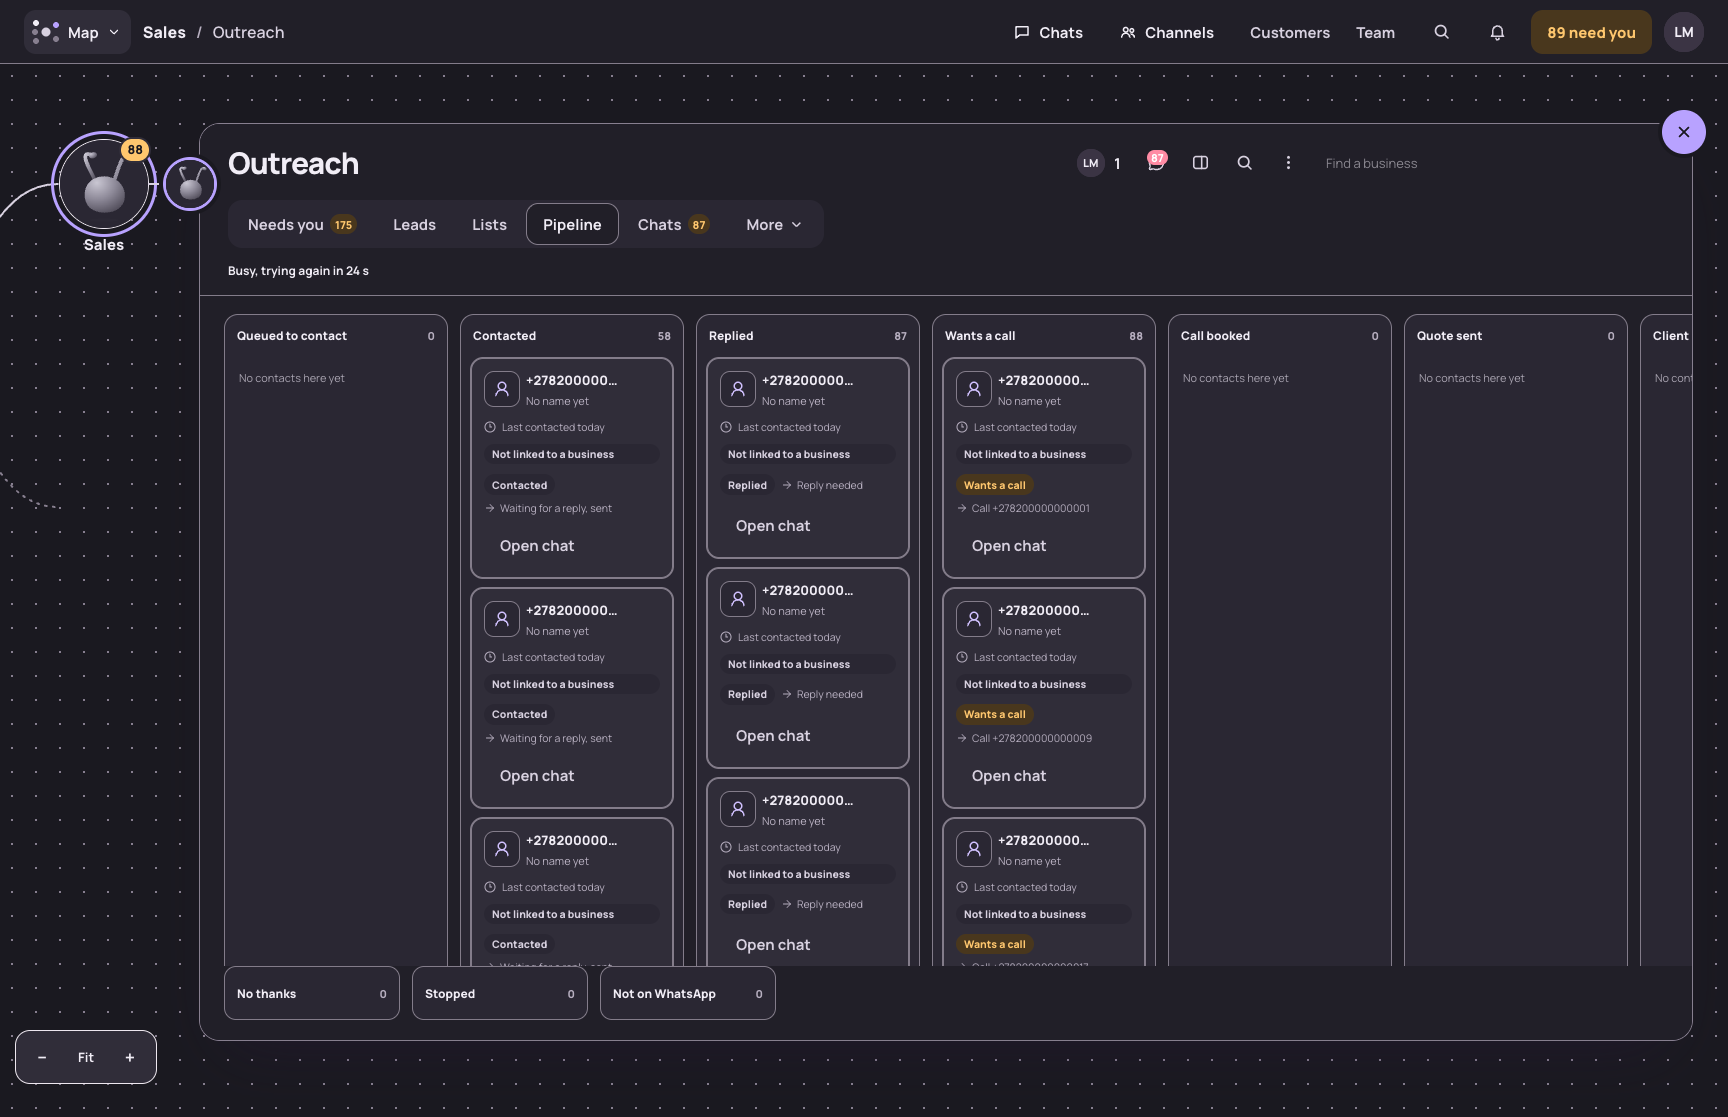 Map
Sales / Outreach
Chats
Channels
Customers
Team
89 need you
LM
88
Sales
Outreach
LM 1
87
Find a business
Needs you 175
Leads
Lists
Pipeline
Chats 87
More
Busy, trying again in 24 s
Queued to contact 0
No contacts here yet
Contacted 58
+278200000...
No name yet
Last contacted today
Not linked to a business
Contacted
→ Waiting for a reply, sent
Open chat
+278200000...
No name yet
Last contacted today
Not linked to a business
Contacted
→ Waiting for a reply, sent
Open chat
+278200000...
No name yet
Last contacted today
Not linked to a business
Contacted
→ Waiting for a reply, sent
Replied 87
+278200000...
No name yet
Last contacted today
Not linked to a business
Replied → Reply needed
Open chat
+278200000...
No name yet
Last contacted today
Not linked to a business
Replied → Reply needed
Open chat
+278200000...
No name yet
Last contacted today
Not linked to a business
Replied → Reply needed
Open chat
Wants a call 88
+278200000...
No name yet
Last contacted today
Not linked to a business
Wants a call
→ Call +278200000000001
Open chat
+278200000...
No name yet
Last contacted today
Not linked to a business
Wants a call
→ Call +278200000000009
Open chat
+278200000...
No name yet
Last contacted today
Not linked to a business
Wants a call
Call booked 0
No contacts here yet
Quote sent 0
No contacts here yet
Client
No cont
No thanks 0
Stopped 0
Not on WhatsApp 0
− Fit +